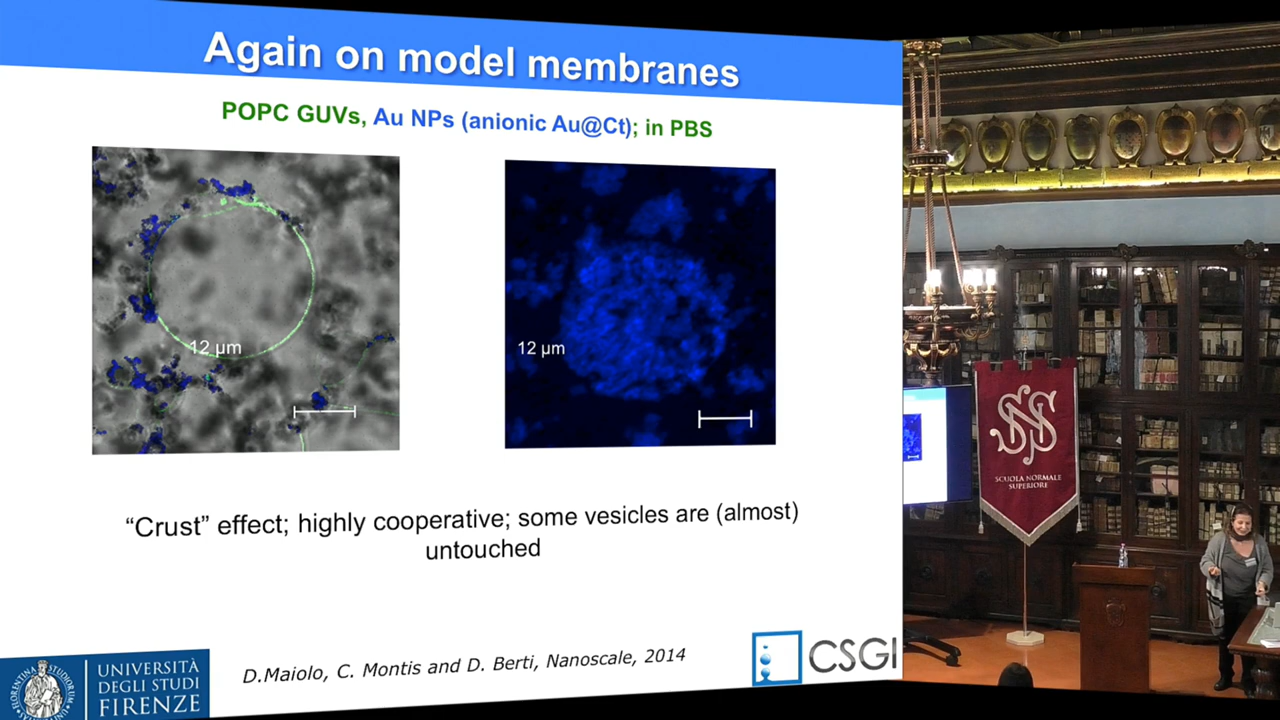 Again on model membranes
POPC GUVs, Au NPs (anionic Au@Ct); in PBS
12 µm
12 µm
“Crust” effect; highly cooperative; some vesicles are (almost)
untouched
UNIVERSITÀ
DEGLI STUDI
FIRENZE
D.Maiolo, C. Montis and D. Berti, Nanoscale, 2014
CSGI
SNS
SCUOLA NORMALE
SUPERIORE